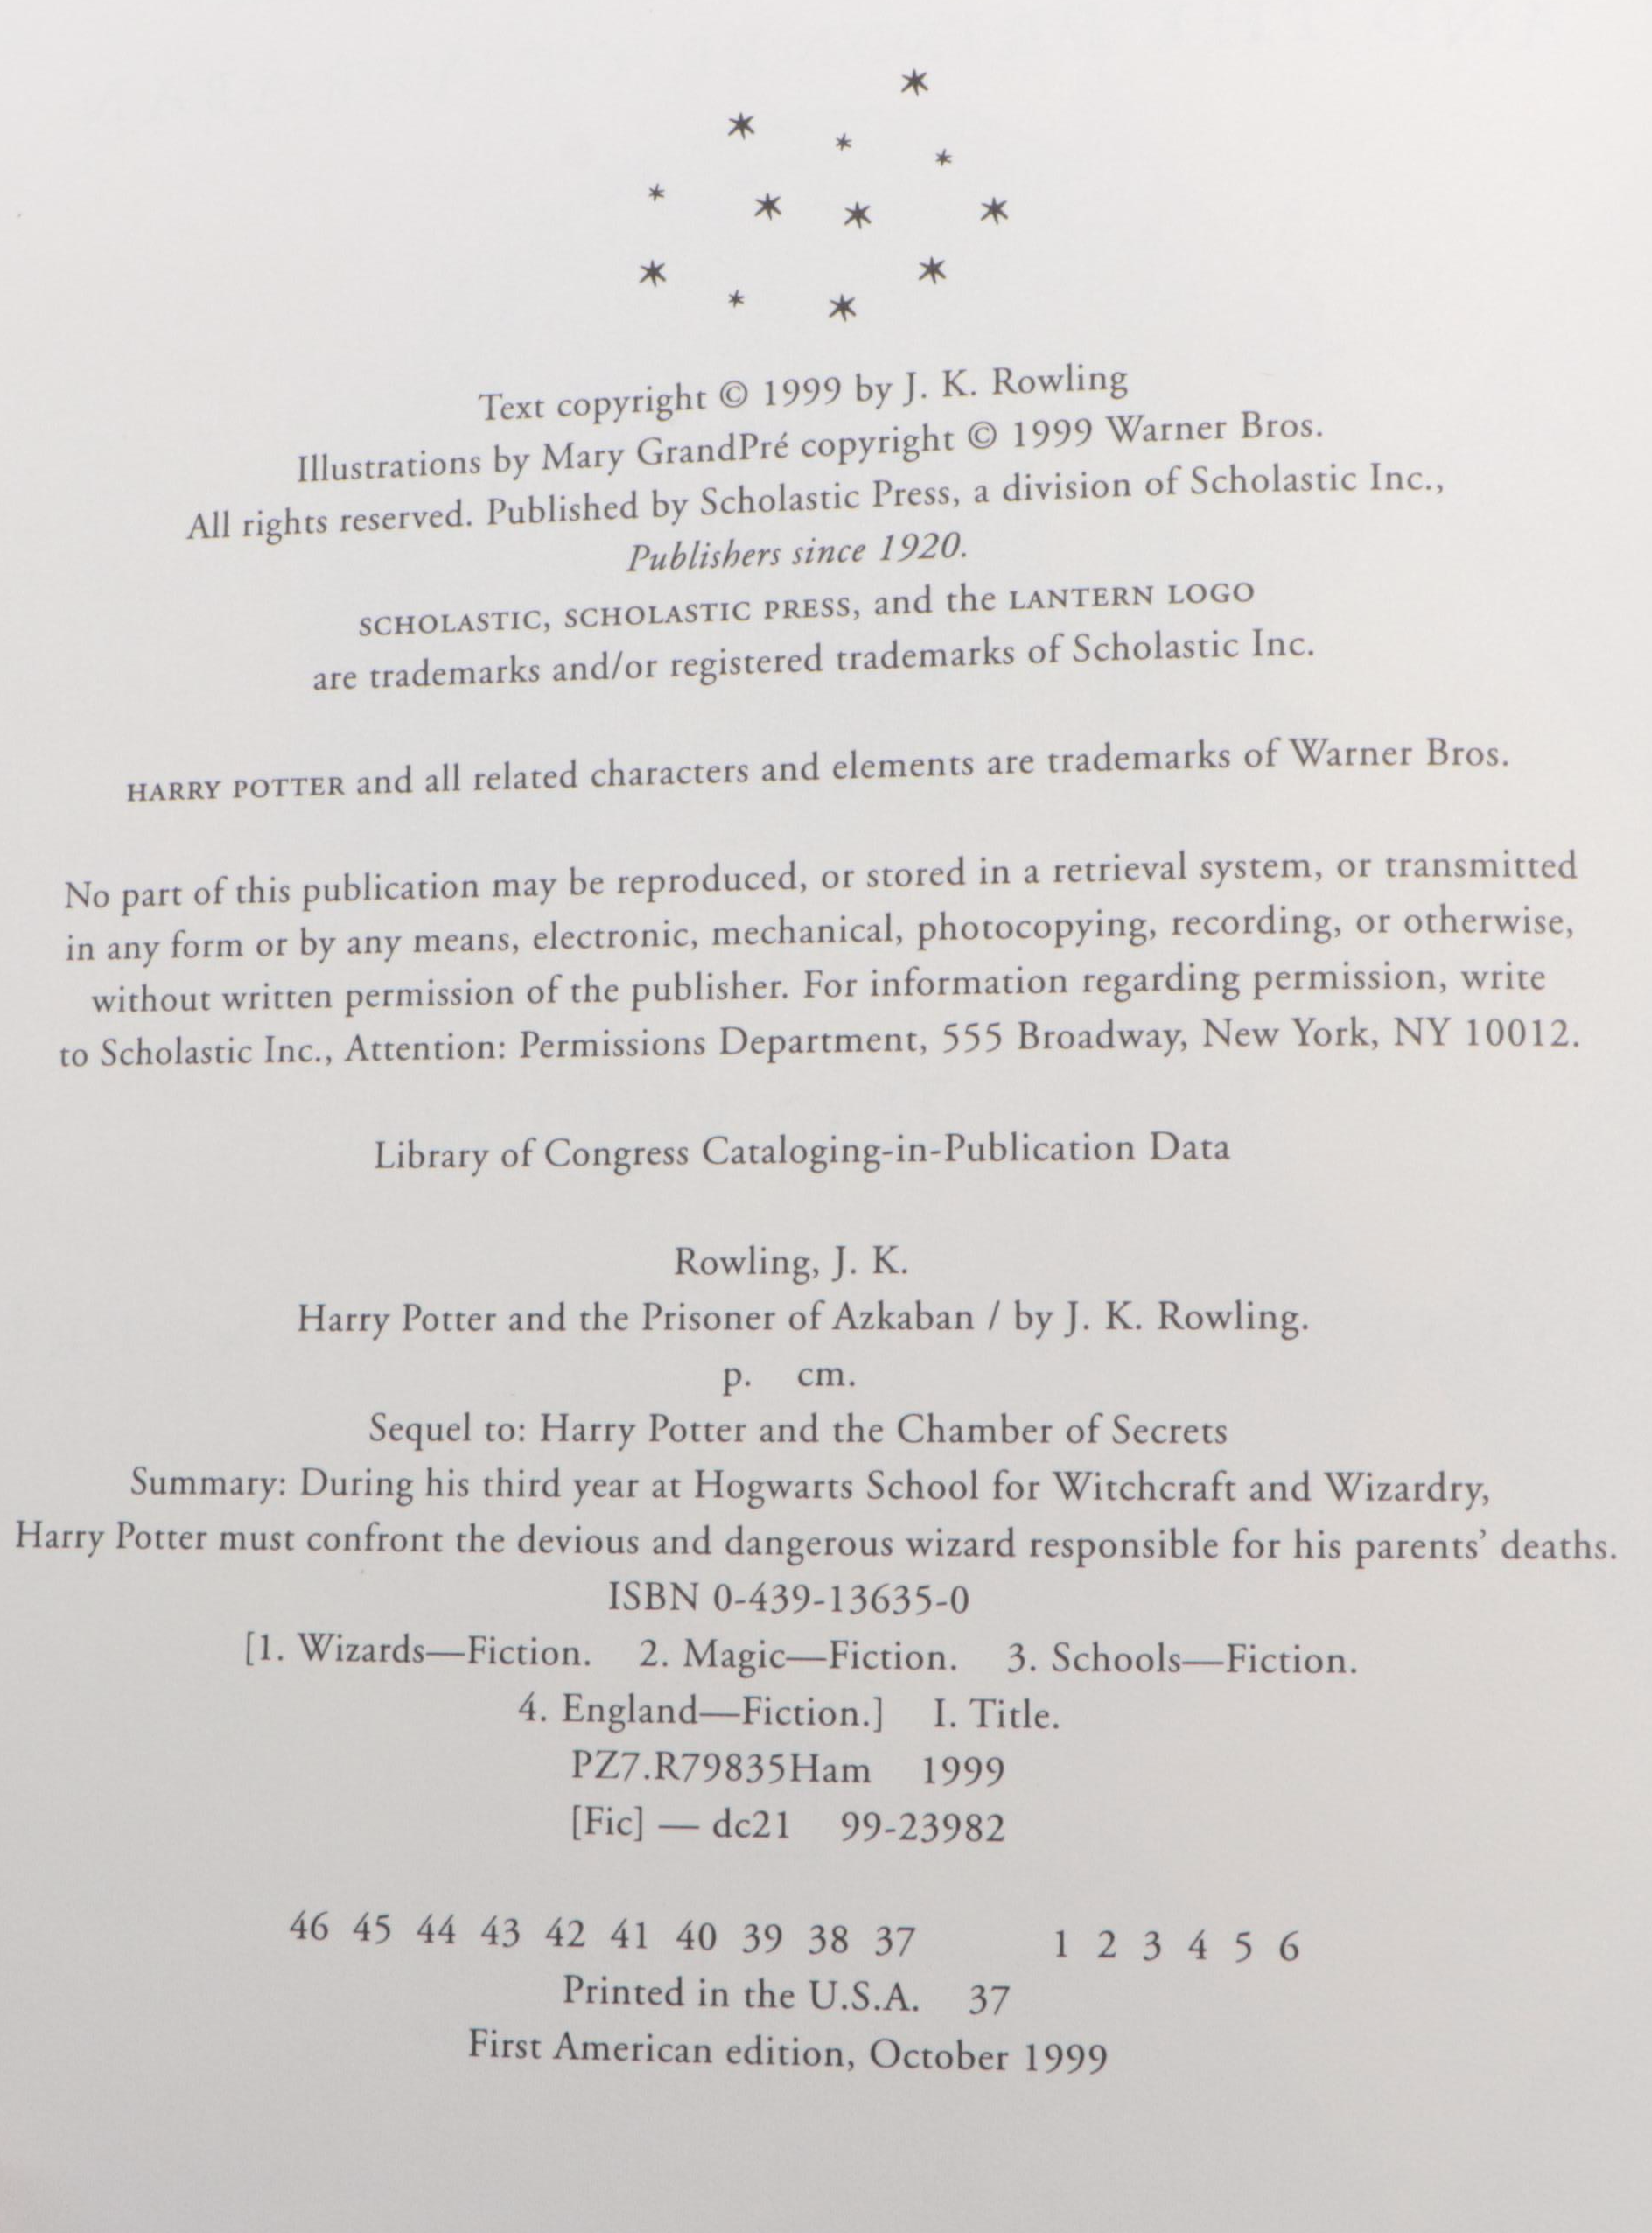 Text copyright © 1999 by J. K. Rowling
Illustrations by Mary GrandPré copyright © 1999 Warner Bros.
All rights reserved. Published by Scholastic Press, a division of Scholastic Inc.,
Publishers since 1920.
SCHOLASTIC, SCHOLASTIC PRESS, and the LANTERN LOGO
are trademarks and/or registered trademarks of Scholastic Inc.
HARRY POTTER and all related characters and elements are trademarks of Warner Bros.
No part of this publication may be reproduced, or stored in a retrieval system, or transmitted
in any form or by any means, electronic, mechanical, photocopying, recording, or otherwise,
without written permission of the publisher. For information regarding permission, write
to Scholastic Inc., Attention: Permissions Department, 555 Broadway, New York, NY 10012.
Library of Congress Cataloging-in-Publication Data
Rowling, J. K.
Harry Potter and the Prisoner of Azkaban / by J. K. Rowling.
p. cm.
Sequel to: Harry Potter and the Chamber of Secrets
Summary: During his third year at Hogwarts School for Witchcraft and Wizardry,
Harry Potter must confront the devious and dangerous wizard responsible for his parents’ deaths.
ISBN 0-439-13635-0
[1. Wizards—Fiction. 2. Magic—Fiction. 3. Schools—Fiction.
4. England—Fiction.] I. Title.
PZ7.R79835Ham 1999
[Fic] — dc21 99-23982
46 45 44 43 42 41 40 39 38 37 1 2 3 4 5 6
Printed in the U.S.A. 37
First American edition, October 1999